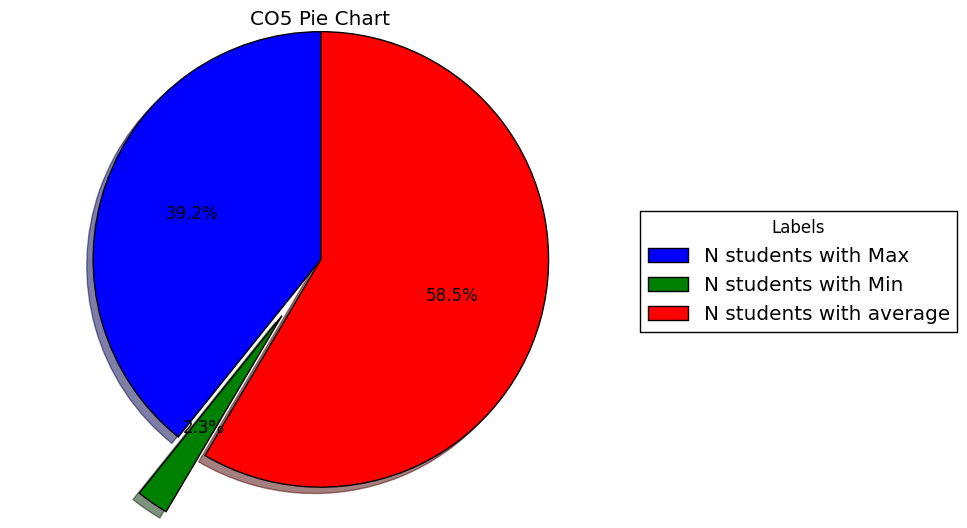 CO5 Pie Chart
39.2%
58.5%
2.3%
Labels
N students with Max
N students with Min
N students with average